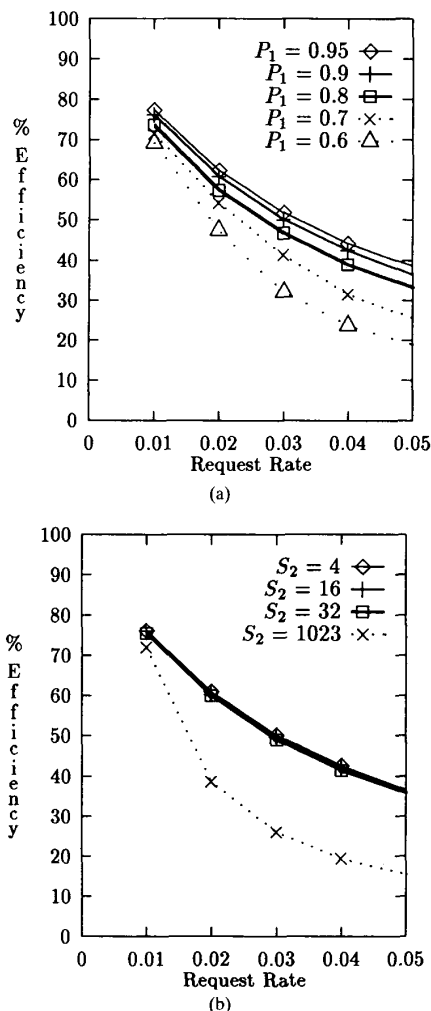 100
90
80
70
60
50
40
30
20
10
0
% Efficiency
P₁ = 0.95
P₁ = 0.9
P₁ = 0.8
P₁ = 0.7
P₁ = 0.6
0 0.01 0.02 0.03 0.04 0.05
Request Rate
(a)
100
90
80
70
60
50
40
30
20
10
0
% Efficiency
S₂ = 4
S₂ = 16
S₂ = 32
S₂ = 1023
0 0.01 0.02 0.03 0.04 0.05
Request Rate
(b)